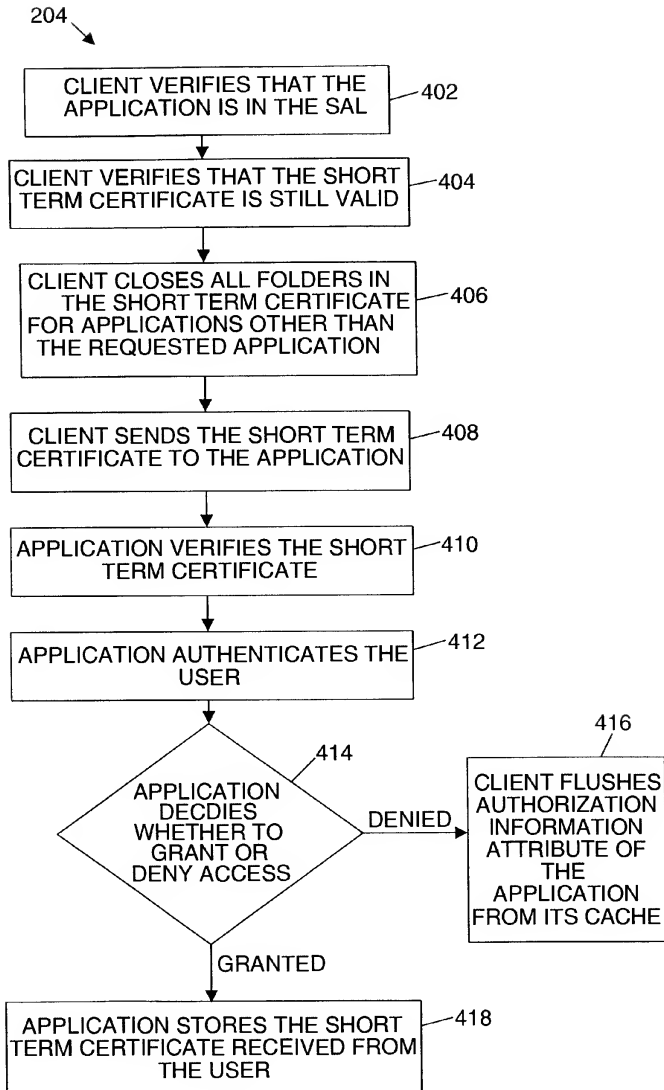 204
CLIENT VERIFIES THAT THE
APPLICATION IS IN THE SAL
402
CLIENT VERIFIES THAT THE SHORT
TERM CERTIFICATE IS STILL VALID
404
CLIENT CLOSES ALL FOLDERS IN
THE SHORT TERM CERTIFICATE
FOR APPLICATIONS OTHER THAN
THE REQUESTED APPLICATION
406
CLIENT SENDS THE SHORT TERM
CERTIFICATE TO THE APPLICATION
408
APPLICATION VERIFIES THE SHORT
TERM CERTIFICATE
410
APPLICATION AUTHENTICATES THE
USER
412
APPLICATION
DECDIES
WHETHER TO
GRANT OR
DENY ACCESS
414
DENIED
416
CLIENT FLUSHES
AUTHORIZATION
INFORMATION
ATTRIBUTE OF
THE
APPLICATION
FROM ITS CACHE
GRANTED
APPLICATION STORES THE SHORT
TERM CERTIFICATE RECEIVED FROM
THE USER
418